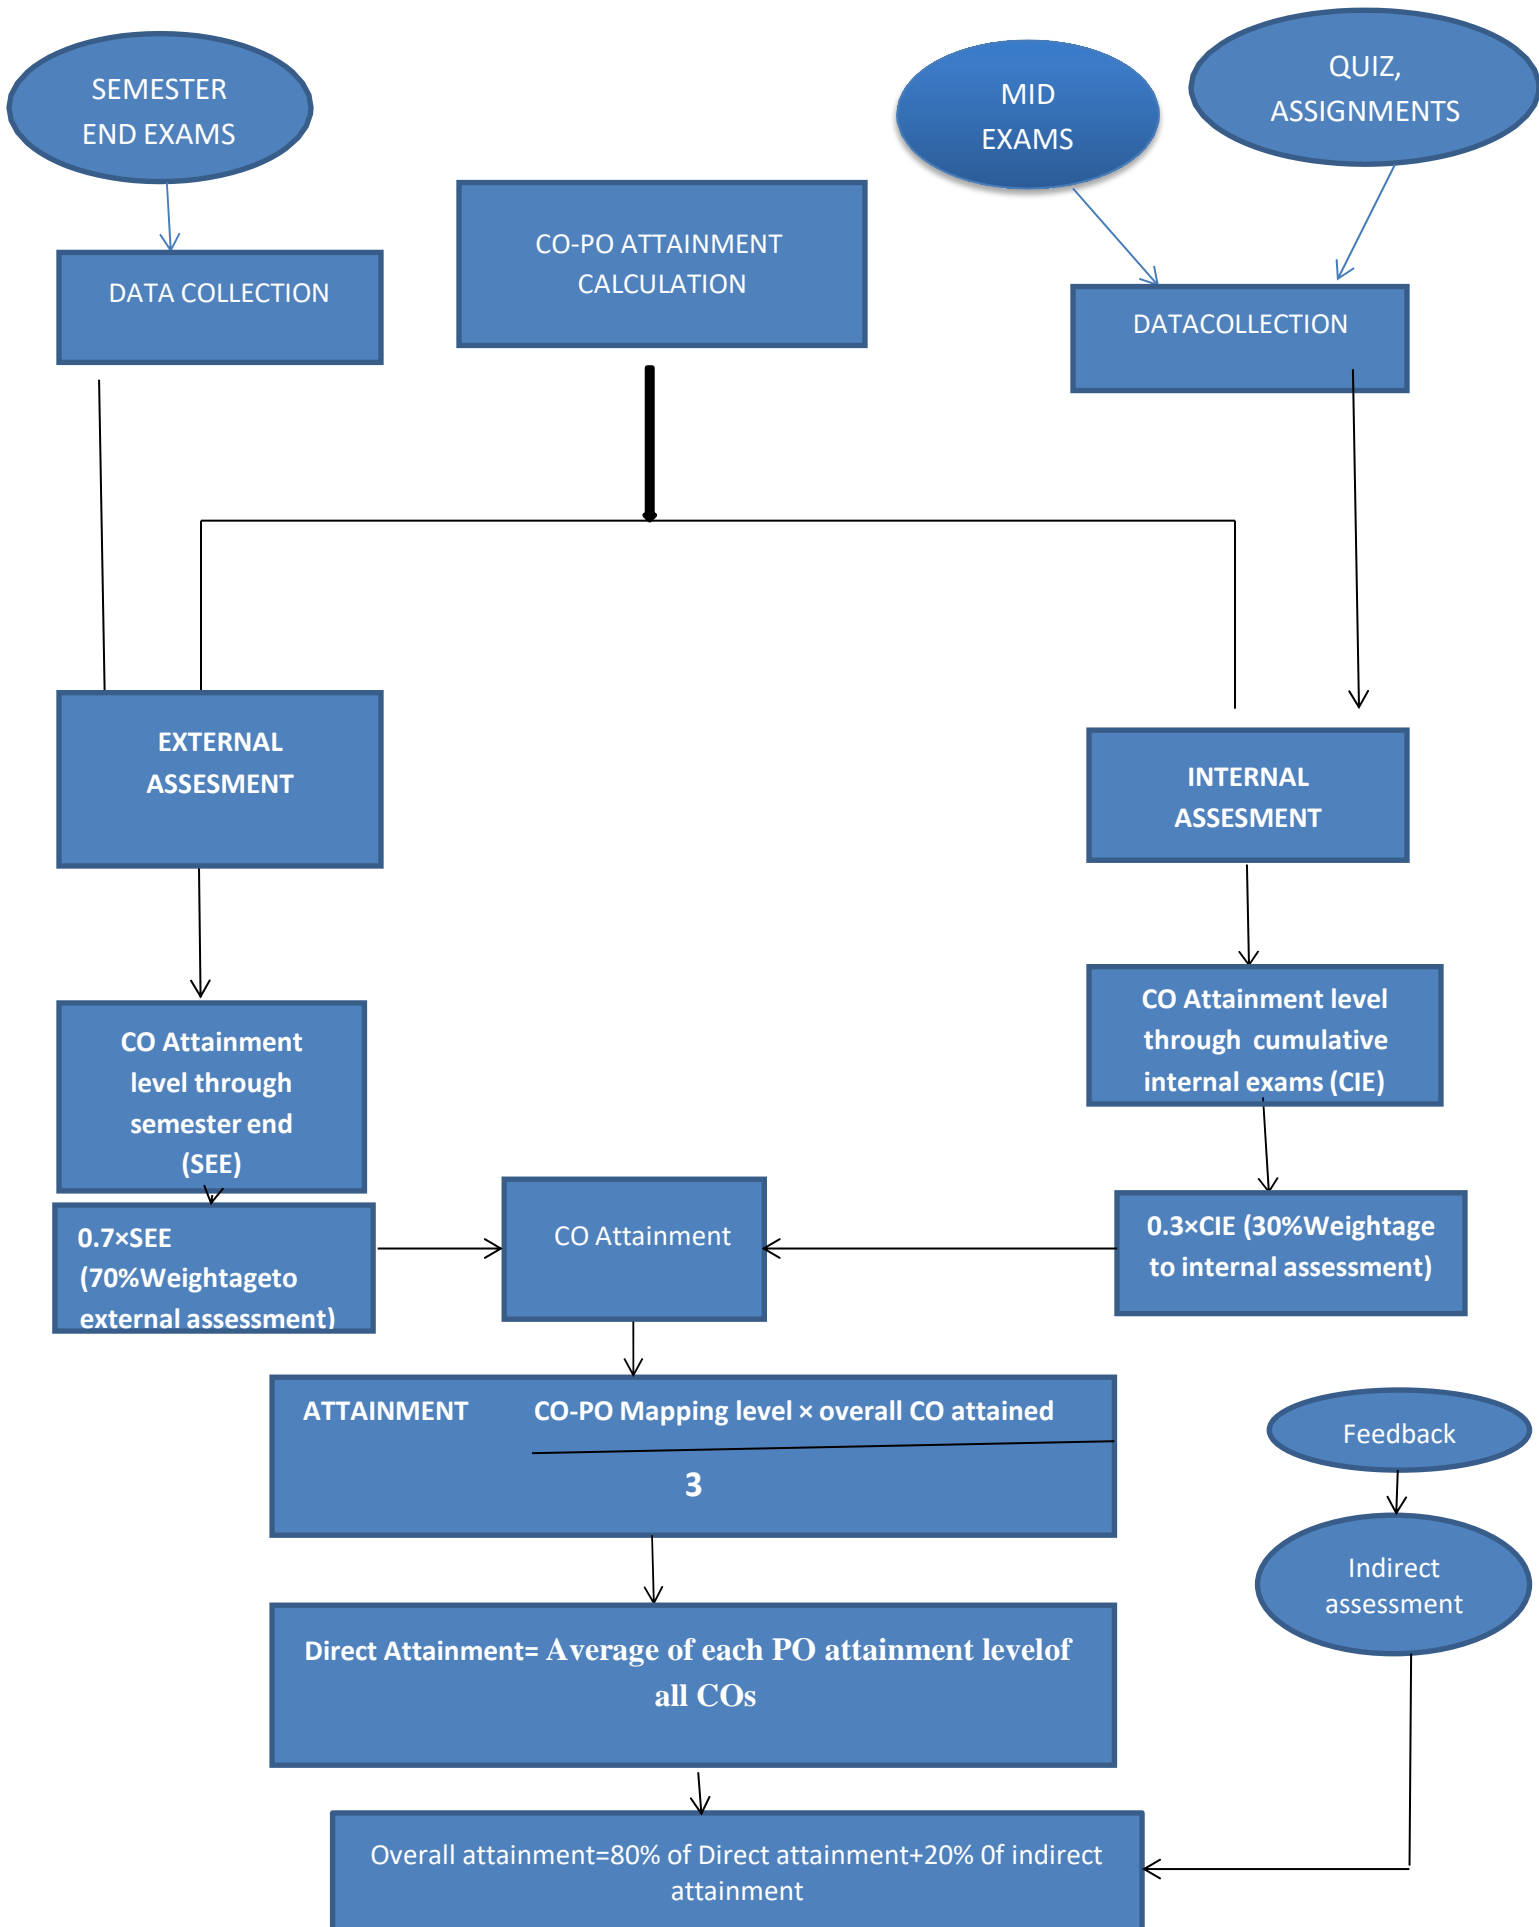 SEMESTER
END EXAMS
MID
EXAMS
QUIZ,
ASSIGNMENTS
DATA COLLECTION
CO-PO ATTAINMENT
CALCULATION
DATACOLLECTION
EXTERNAL
ASSESMENT
INTERNAL
ASSESMENT
CO Attainment
level through
semester end
(SEE)
CO Attainment level
through cumulative
internal exams (CIE)
0.7×SEE
(70%Weightageto
external assessment)
CO Attainment
0.3×CIE (30%Weightage
to internal assessment)
ATTAINMENT CO-PO Mapping level × overall CO attained
3
Feedback
Indirect
assessment
Direct Attainment= Average of each PO attainment levelof
all COs
Overall attainment=80% of Direct attainment+20% 0f indirect
attainment